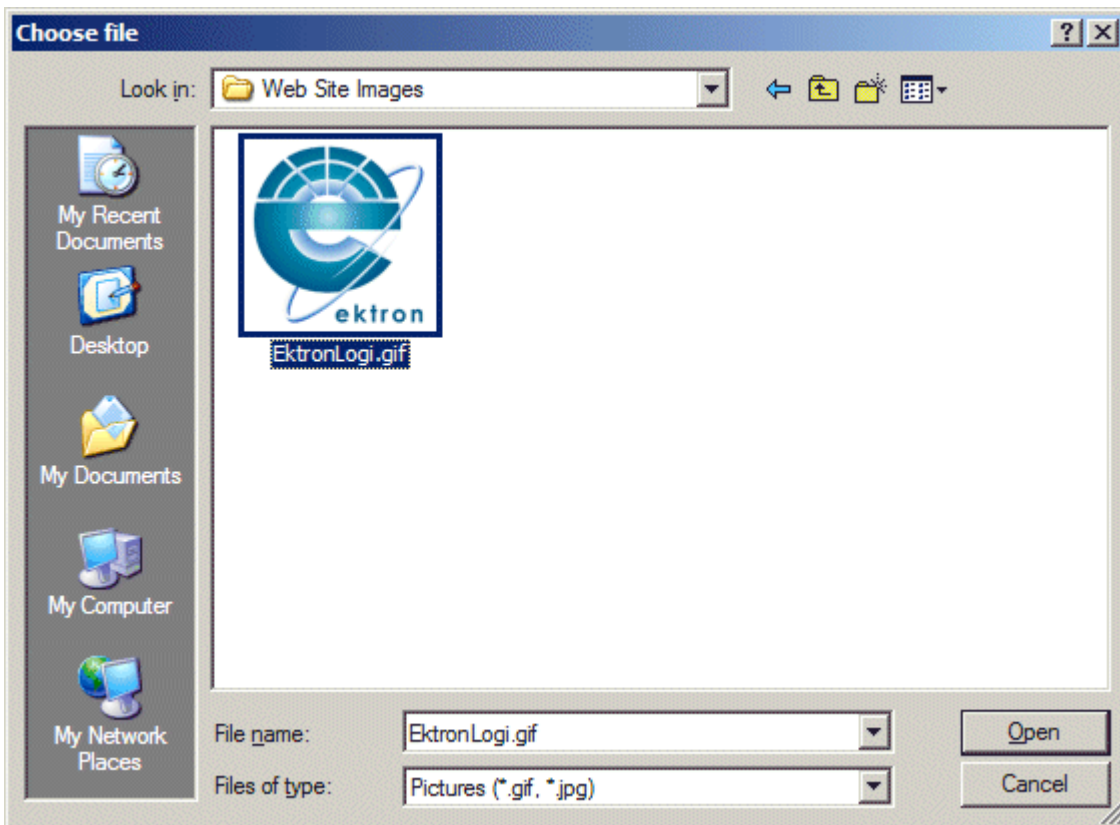 Choose file
Look in:
Web Site Images
My Recent
Documents
Desktop
My Documents
My Computer
My Network
Places
ektron
EktronLogi.gif
File name:
EktronLogi.gif
Open
Files of type:
Pictures (*.gif, *.jpg)
Cancel